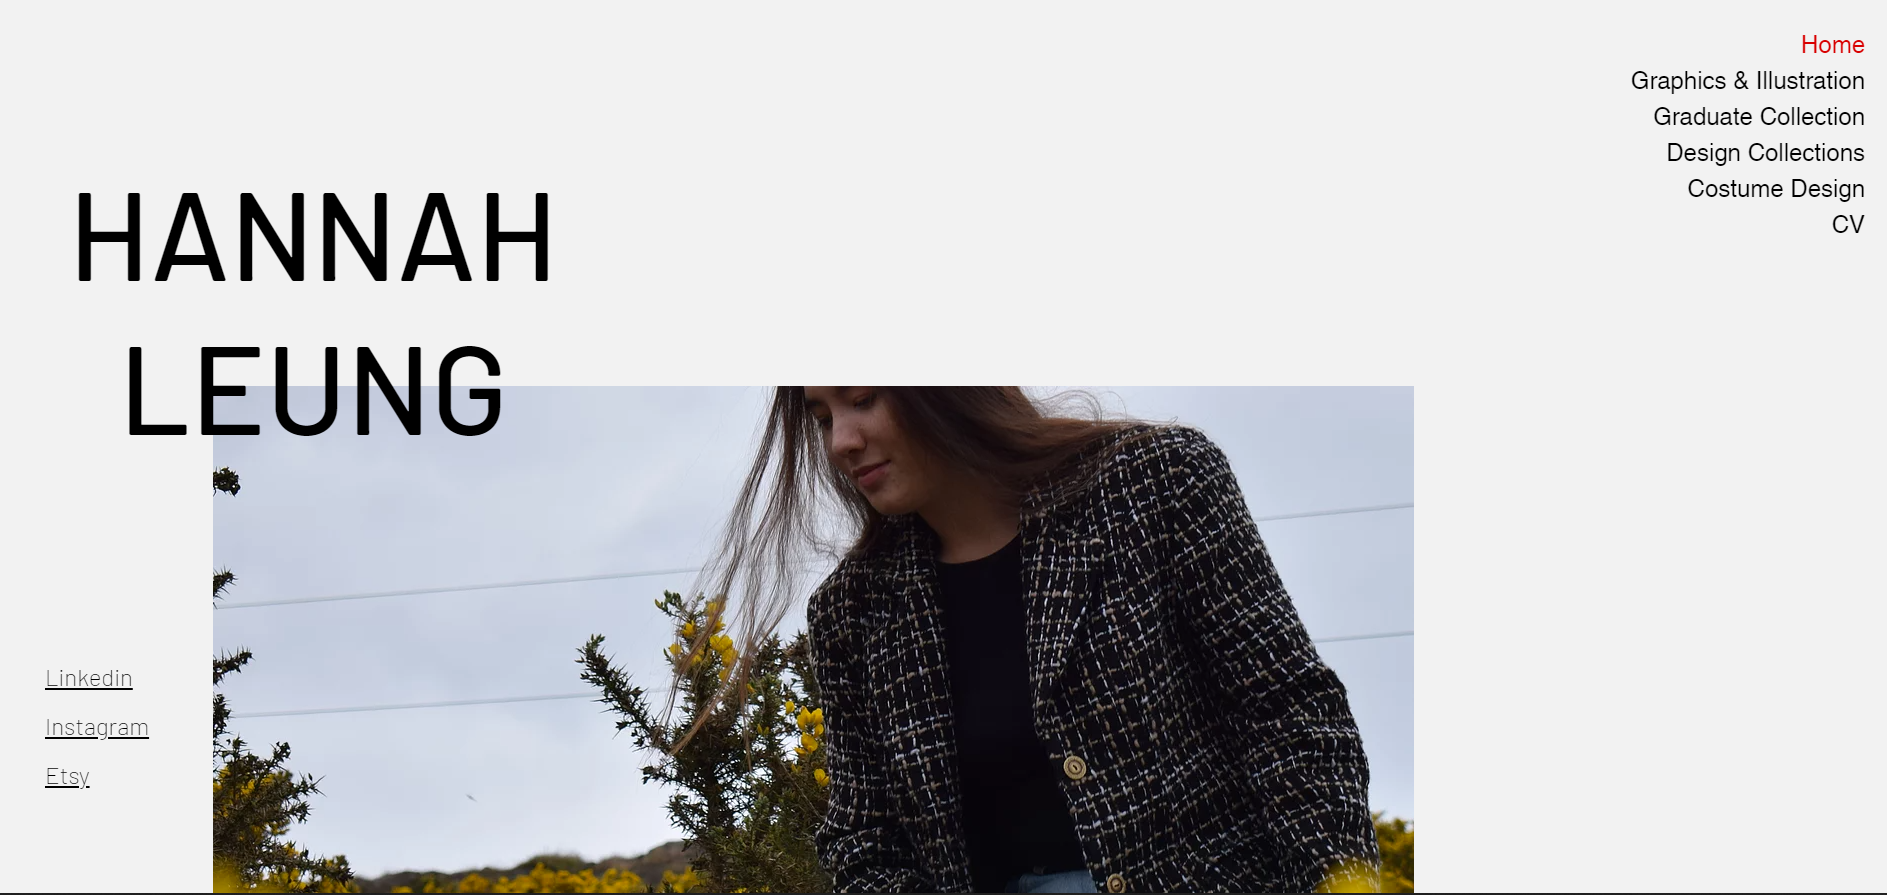 Home
Graphics & Illustration
Graduate Collection
Design Collections
Costume Design
CV
HANNAH
LEUNG
Linkedin
Instagram
Etsy